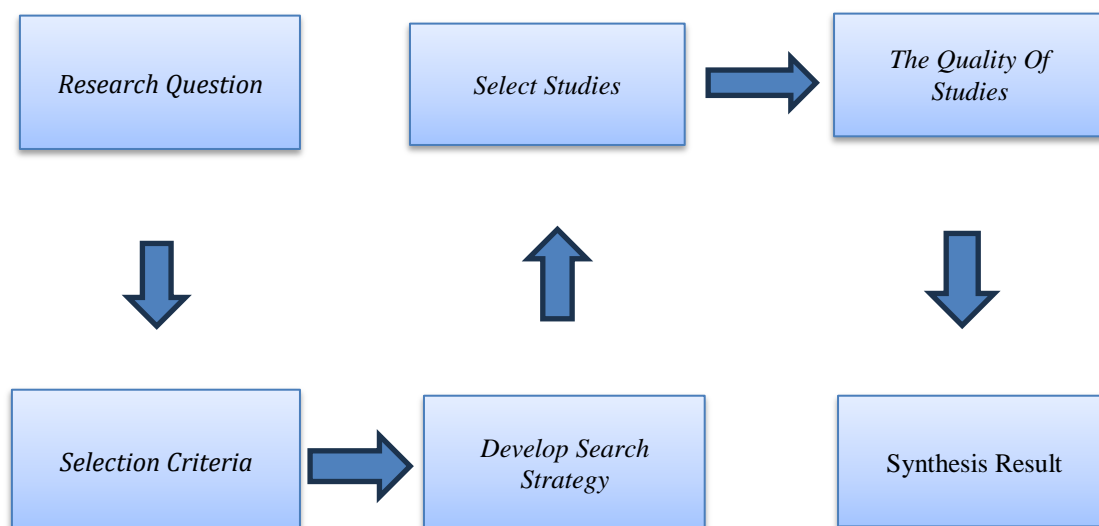 Research Question
Selection Criteria
Develop Search
Strategy
Select Studies
The Quality Of
Studies
Synthesis Result